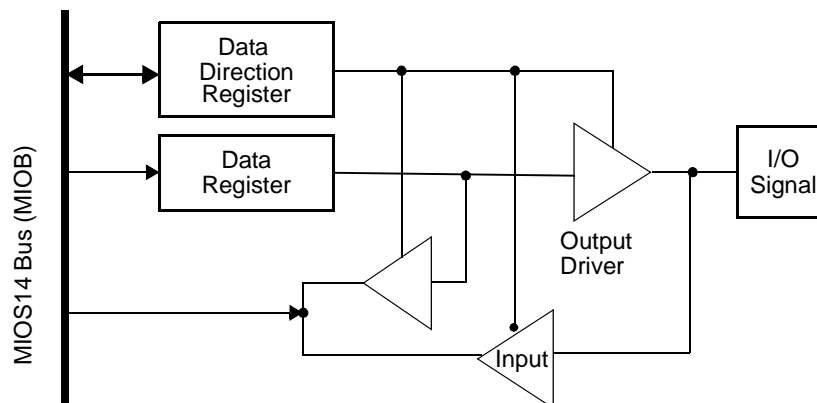 Data
Direction
Register
Data
Register
MIOS14 Bus (MIOB)
I/O
Signal
Output
Driver
Input